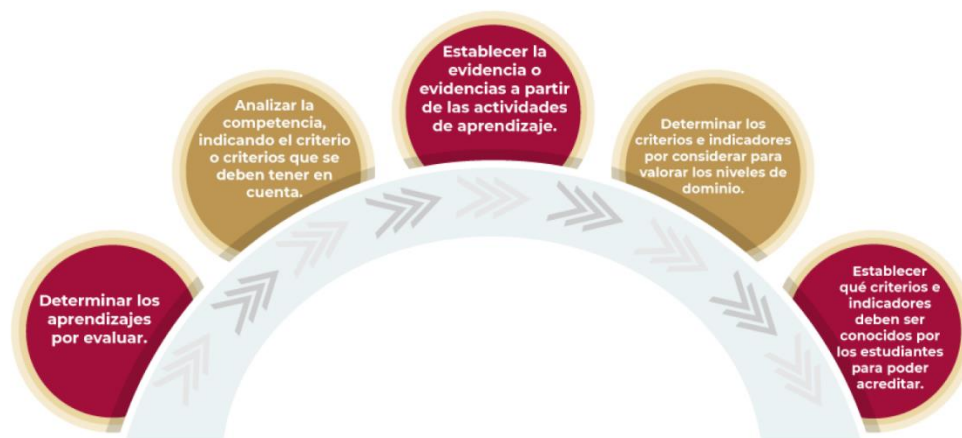 Determinar los
aprendizajes
por evaluar.
Analizar la
competencia,
indicando el criterio
o criterios que se
deben tener en
cuenta.
Establecer la
evidencia o
evidencias a partir
de las actividades
de aprendizaje.
Determinar los
criterios e indicadores
por considerar para
valorar los niveles de
dominio.
Establecer
qué criterios e
indicadores
deben ser
conocidos por
los estudiantes
para poder
acreditar.